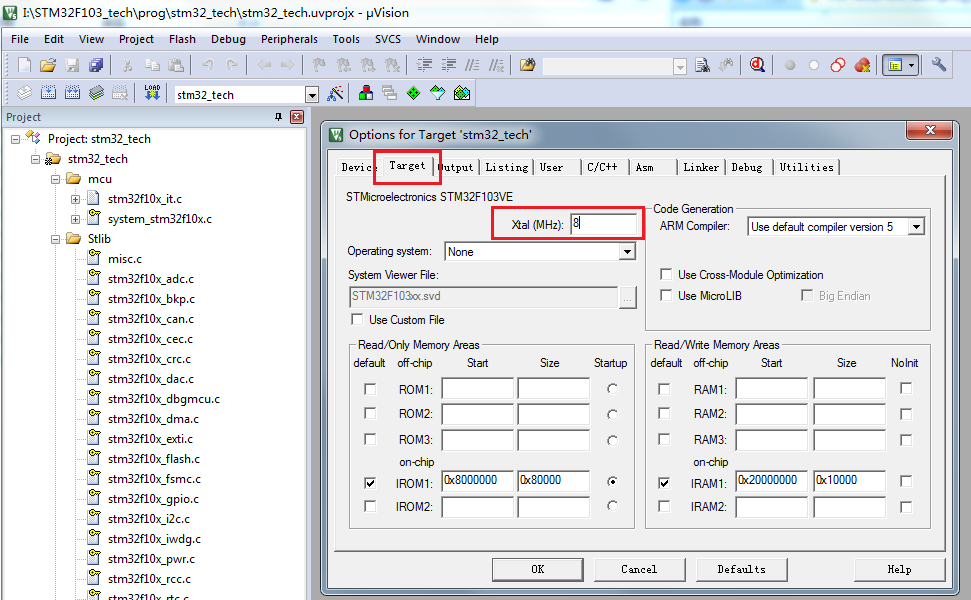 I:\STM32F103_tech\prog\stm32_tech\stm32_tech.uvprojx - µVision
File Edit View Project Flash Debug Peripherals Tools SVCS Window Help
LOAD
stm32_tech
Project
Project: stm32_tech
stm32_tech
mcu
stm32f10x_it.c
system_stm32f10x.c
Stlib
misc.c
stm32f10x_adc.c
stm32f10x_bkp.c
stm32f10x_can.c
stm32f10x_cec.c
stm32f10x_crc.c
stm32f10x_dac.c
stm32f10x_dbgmcu.c
stm32f10x_dma.c
stm32f10x_exti.c
stm32f10x_flash.c
stm32f10x_fsmc.c
stm32f10x_gpio.c
stm32f10x_i2c.c
stm32f10x_iwdg.c
stm32f10x_pwr.c
stm32f10x_rcc.c
stm32f10x_rtc.c
Options for Target 'stm32_tech'
Device Target Output Listing User C/C++ Asm Linker Debug Utilities
STMicroelectronics STM32F103VE
Xtal (MHz): 8
Operating system: None
System Viewer File:
STM32F103xx.svd ...
Use Custom File
Code Generation
ARM Compiler: Use default compiler version 5
Use Cross-Module Optimization
Use MicroLIB Big Endian
Read/Only Memory Areas
default off-chip Start Size Startup
ROM1:
ROM2:
ROM3:
on-chip
IROM1: 0x8000000 0x80000
IROM2:
Read/Write Memory Areas
default off-chip Start Size NoInit
RAM1:
RAM2:
RAM3:
on-chip
IRAM1: 0x20000000 0x10000
IRAM2:
OK Cancel Defaults Help